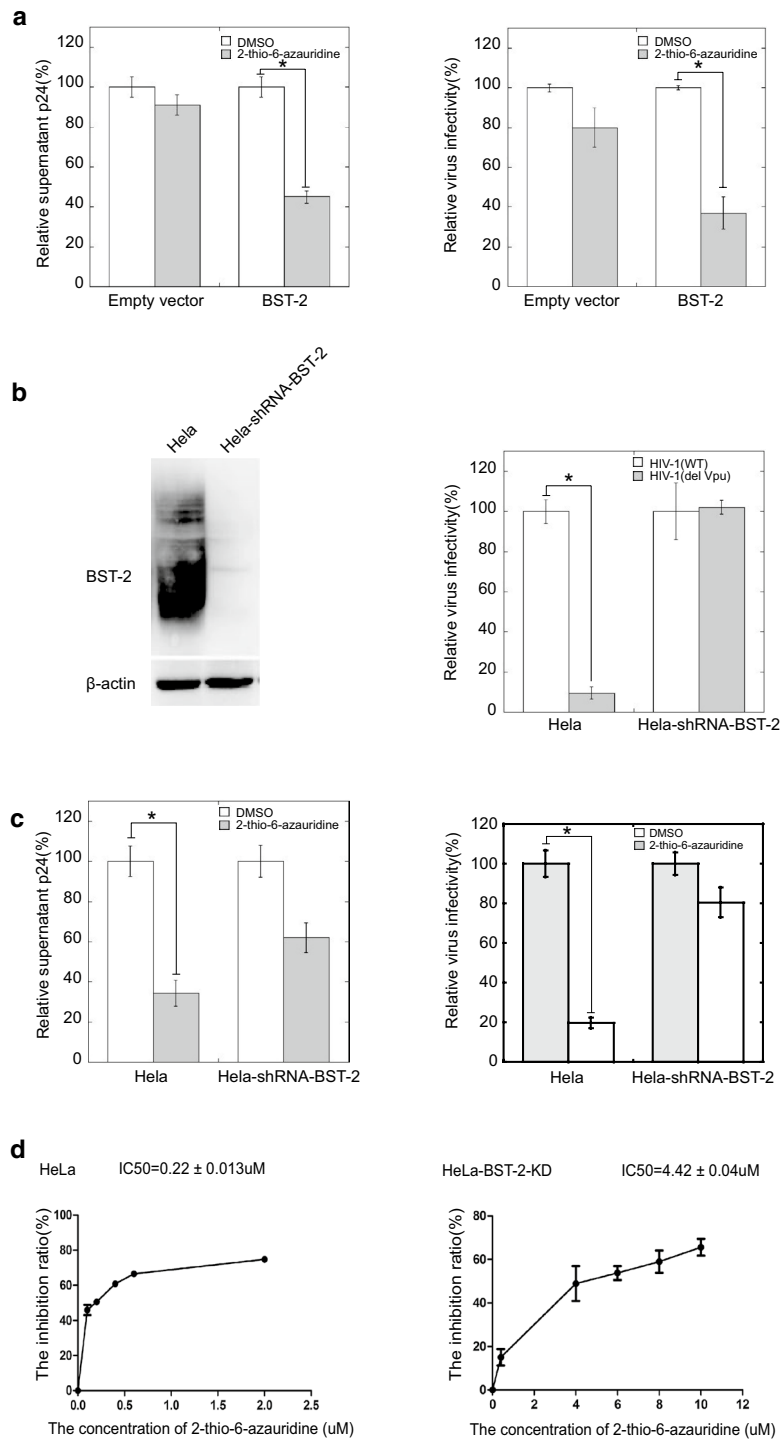 a
Relative supernatant p24(%)
120
100
80
60
40
20
0
DMSO
2-thio-6-azauridine
*
Empty vector
BST-2
Relative virus infectivity(%)
120
100
80
60
40
20
0
DMSO
2-thio-6-azauridine
*
Empty vector
BST-2
b
Hela
Hela-shRNA-BST-2
BST-2
β-actin
Relative virus infectivity(%)
120
100
80
60
40
20
0
HIV-1(WT)
HIV-1(del Vpu)
*
Hela
Hela-shRNA-BST-2
c
Relative supernatant p24(%)
120
100
80
60
40
20
0
DMSO
2-thio-6-azauridine
*
Hela
Hela-shRNA-BST-2
Relative virus infectivity(%)
120
100
80
60
40
20
0
DMSO
2-thio-6-azauridine
*
Hela
Hela-shRNA-BST-2
d
HeLa IC50=0.22 ± 0.013uM
The inhibition ratio(%)
100
80
60
40
20
0
0.0 0.5 1.0 1.5 2.0 2.5
The concentration of 2-thio-6-azauridine (uM)
HeLa-BST-2-KD IC50=4.42 ± 0.04uM
The inhibition ratio(%)
80
60
40
20
0
0 2 4 6 8 10 12
The concentration of 2-thio-6-azauridine (uM)